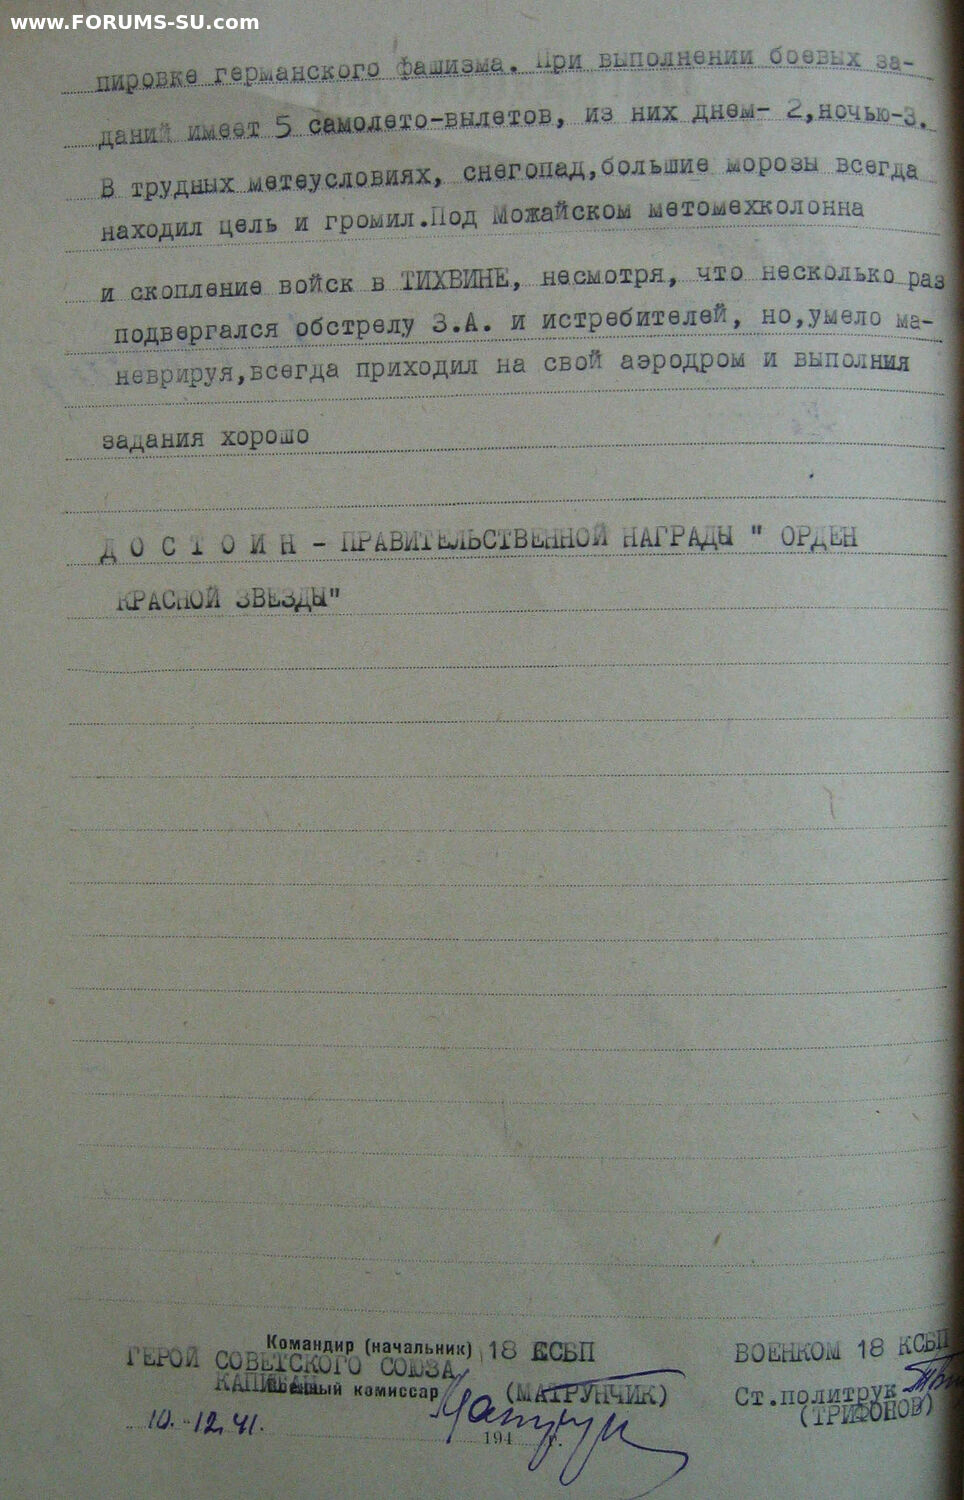 www.FORUMS-SU.com
пировке германского фашизма. При выполнении боевых за-
даний имеет 5 самолето-вылетов, из них днем- 2,ночью-3.
В трудных метеусловиях, снегопад,большие морозы всегда
находил цель и громил.Под Можайском метомехколонна
и скопление войск в ТИХВИНЕ, несмотря, что несколько раз
подвергался обстрелу З.А. и истребителей, но,умело ма-
неврируя,всегда приходил на свой аэродром и выполния
задания хорошо
Д О С Т О И Н - ПРАВИТЕЛЬСТВЕННОЙ НАГРАДЫ " ОРДЕН
КРАСНОЙ ЗВЕЗДЫ"
Командир (начальник) 18 КСБП ВОЕНКОМ 18 КСБП
ГЕРОЙ СОВЕТСКОГО СОЮЗА
КАПИТАН Военный комиссар (МАТРУНЧИК) Ст.политрук
(ТРИФОНОВ)
10.12.41.
194 г.